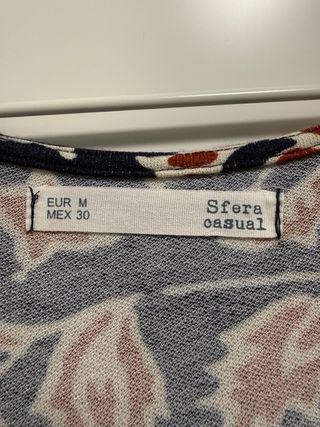 EUR M
MEX 30
Sfera
casual